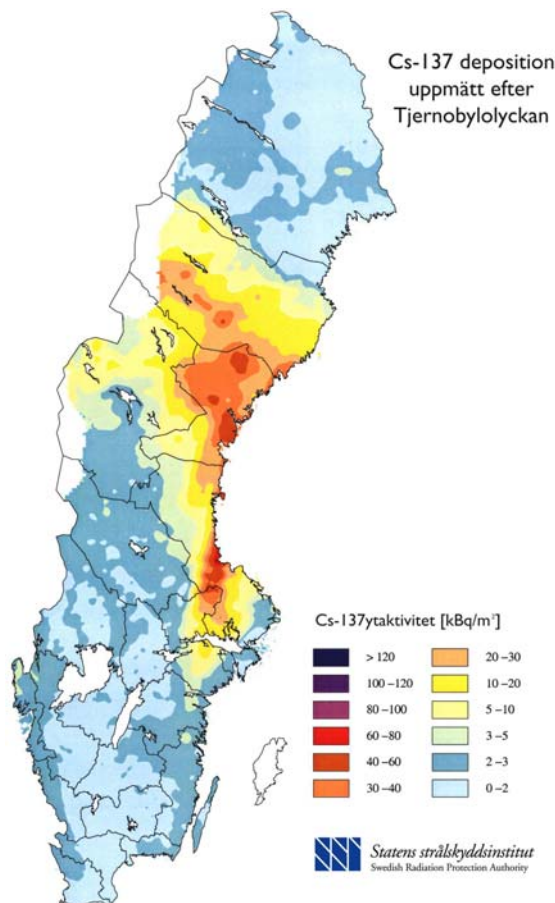 Cs-137 deposition
uppmätt efter
Tjernobylolyckan
Cs-137ytaktivitet [kBq/m²]
> 120
100 –120
80 –100
60 –80
40 –60
30 –40
20 –30
10 –20
5 –10
3 –5
2 –3
0 –2
Statens strålskyddsinstitut
Swedish Radiation Protection Authority